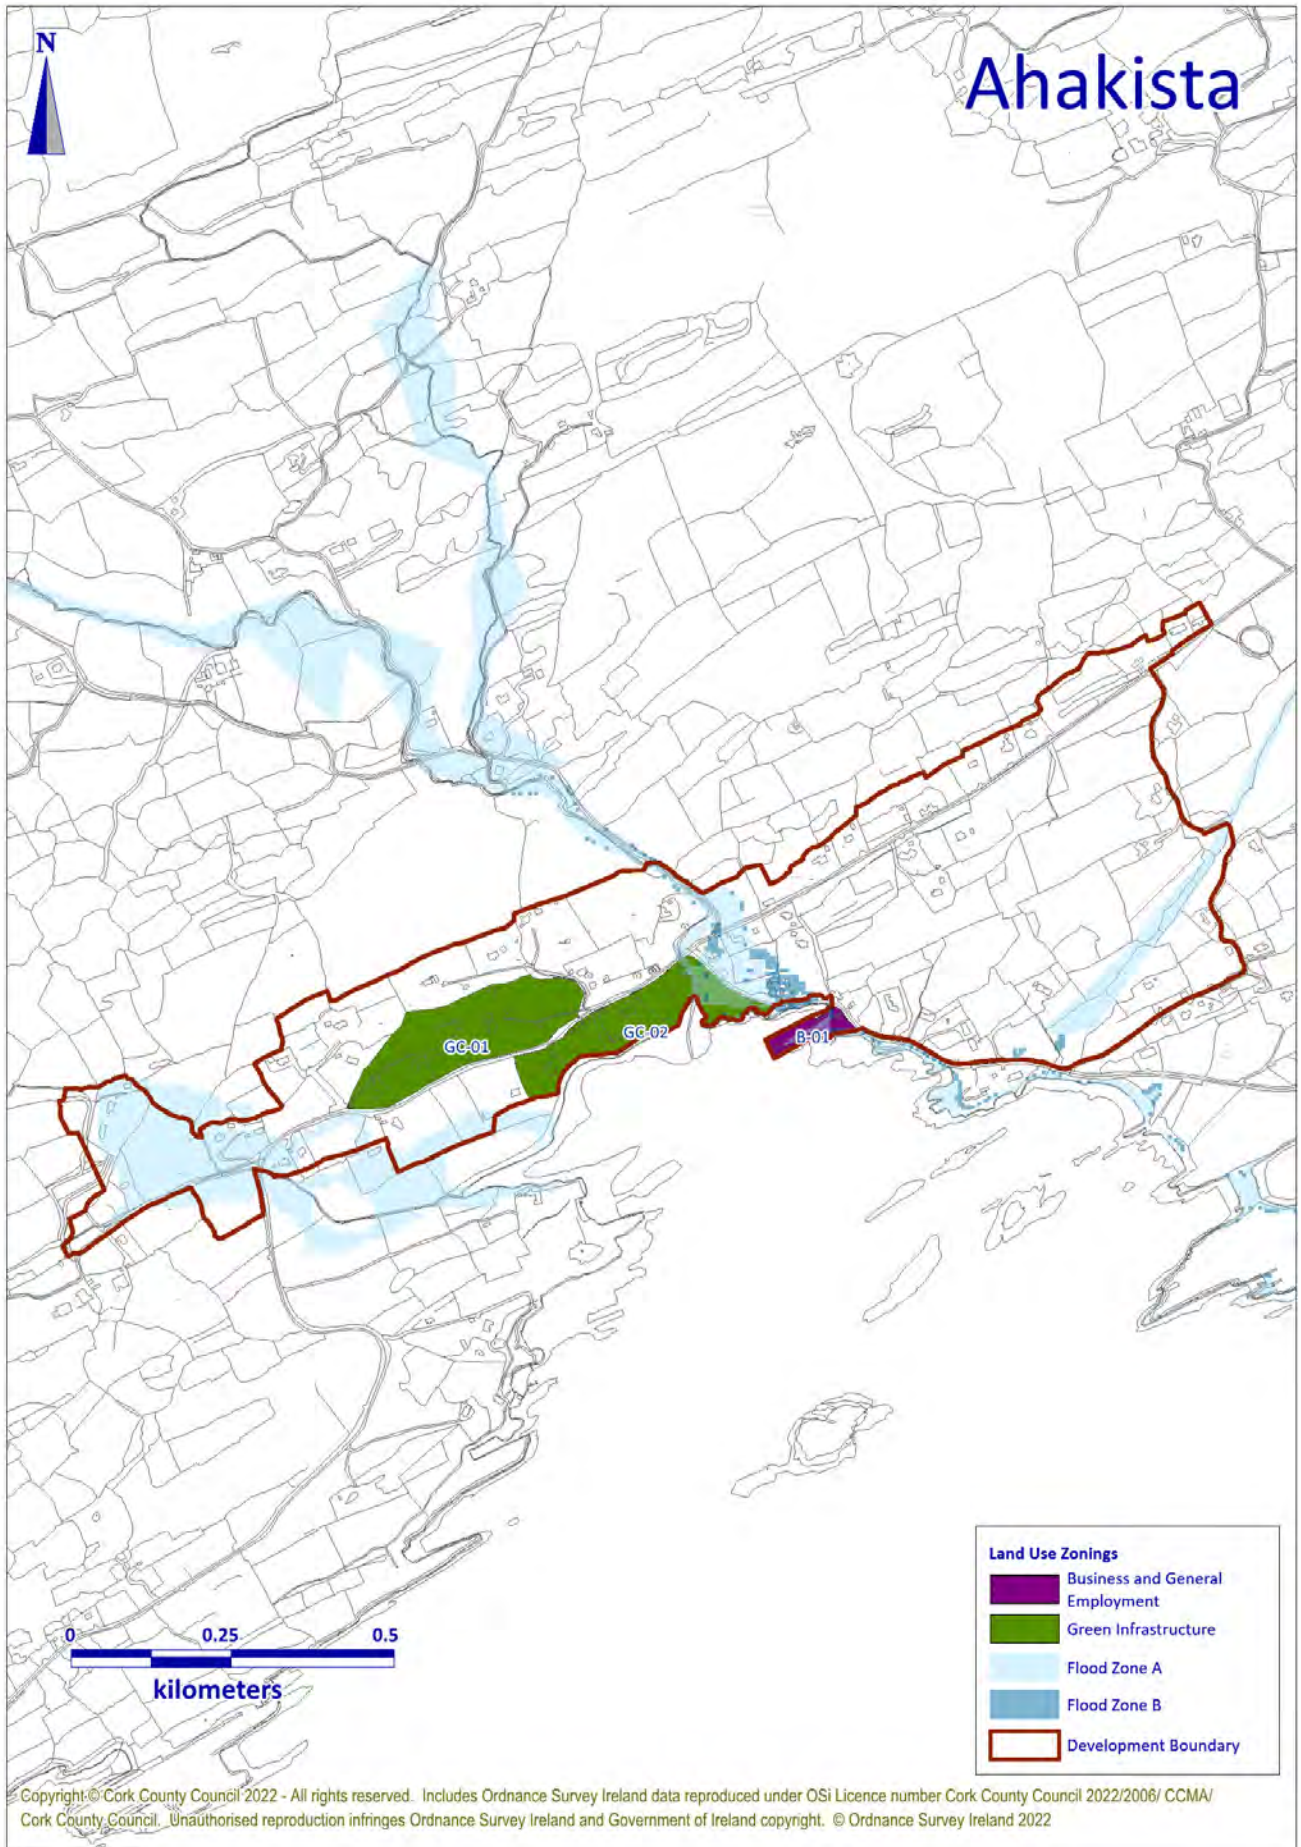 N
Ahakista
GC-01
GC-02
B-01
Land Use Zonings
Business and General
Employment
Green Infrastructure
Flood Zone A
Flood Zone B
Development Boundary
0 0.25 0.5
kilometers
Copyright © Cork County Council 2022 - All rights reserved. Includes Ordnance Survey Ireland data reproduced under OSi Licence number Cork County Council 2022/2006/ CCMA/
Cork County Council. Unauthorised reproduction infringes Ordnance Survey Ireland and Government of Ireland copyright. © Ordnance Survey Ireland 2022